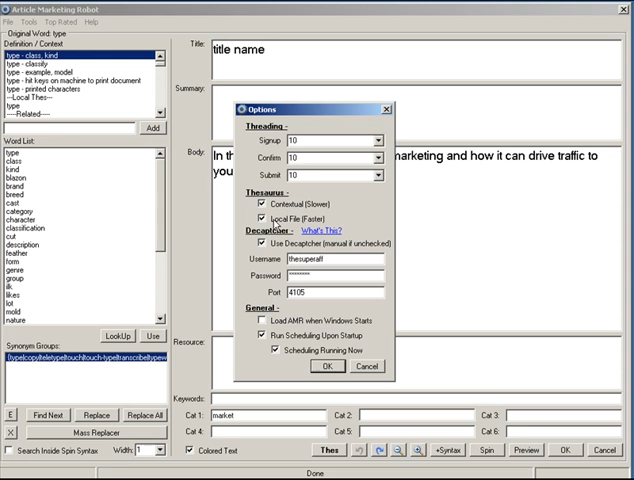 Article Marketing Robot
File Tools Top Rated Help
Original Word: type
Definition / Context
type - class, kind
type - classify
type - example, model
type - hit keys on machine to print document
type - printed characters
---Local Thes---
type
----Related----
Add
Word List:
type
class
kind
blazon
brand
breed
cast
category
character
classification
cut
description
feather
form
genre
group
ilk
likes
lot
mold
nature
LookUp
Use
Synonym Groups:
{type|copy|teletype|touch|touch-type|transcribe|typew
E
Find Next
Replace
Replace All
X
Mass Replacer
Search Inside Spin Syntax
Width: 1
Title:
title name
Summary:
Body:
In th
marketing and how it can drive traffic to
you
Resource:
Keywords:
Cat 1: market
Cat 2:
Cat 3:
Cat 4:
Cat 5:
Cat 6:
Colored Text
Thes
+Syntax
Spin
Preview
OK
Cancel
Done
Options
Threading -
Signup 10
Confirm 10
Submit 10
Thesaurus -
Contextual (Slower)
Local File (Faster)
Decaptcher - What's This?
Use Decaptcher (manual if unchecked)
Username thesuperaff
Password ********
Port 4105
General -
Load AMR when Windows Starts
Run Scheduling Upon Startup
Scheduling Running Now
OK
Cancel